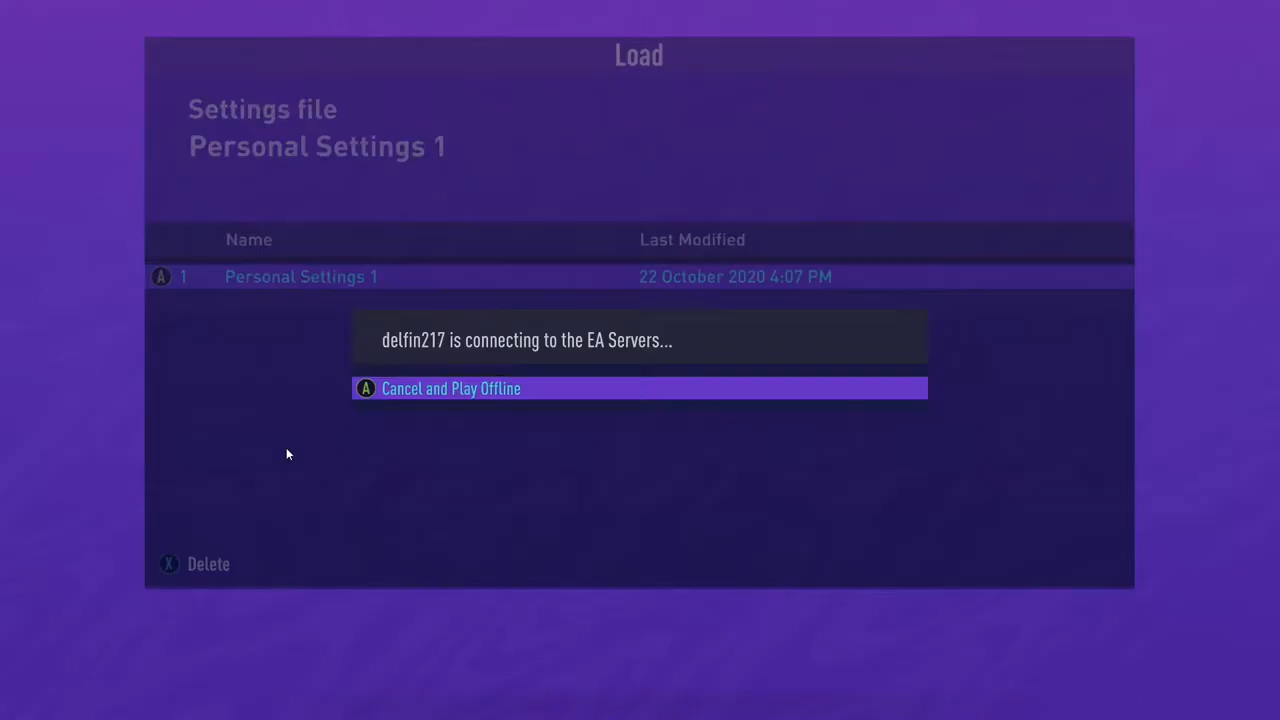 Load
Settings file
Personal Settings 1
Name Last Modified
A 1 Personal Settings 1 22 October 2020 4:07 PM
delfin217 is connecting to the EA Servers...
A Cancel and Play Offline
X Delete